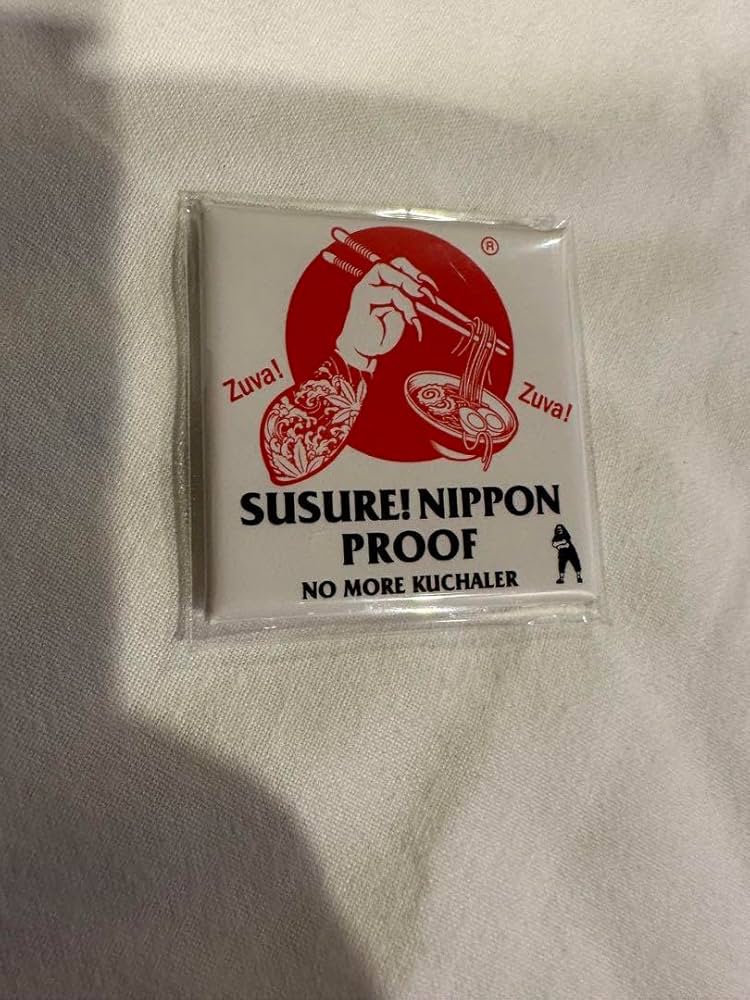 ®
Zuva!
Zuva!
SUSURE! NIPPON
PROOF
NO MORE KUCHALER